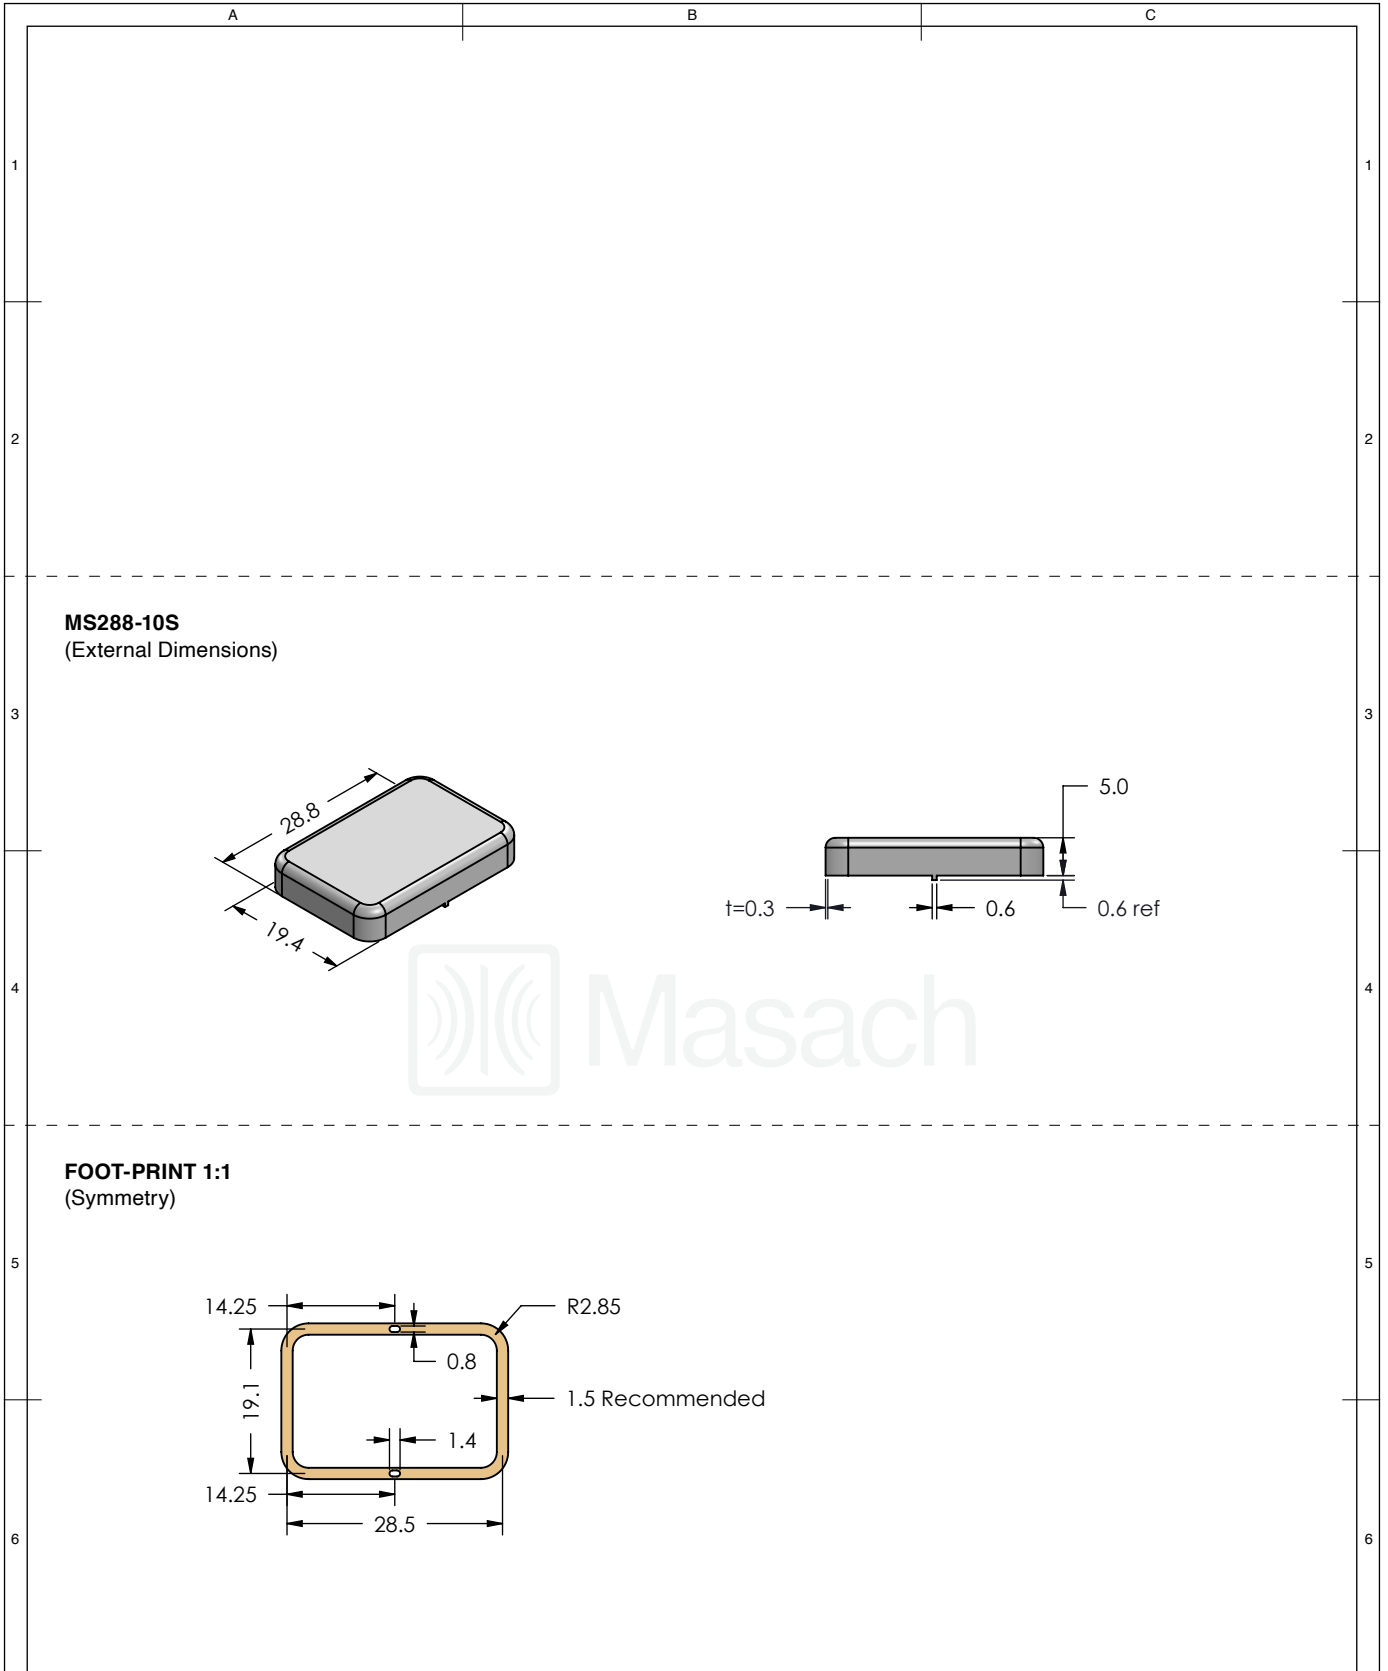 A B C
1 1
2 2
MS288-10S
(External Dimensions)
3 3
28.8
19.4
5.0
t=0.3 0.6 0.6 ref
Masach
4 4
FOOT-PRINT 1:1
(Symmetry)
5 5
14.25 R2.85
0.8
19.1 1.5 Recommended
1.4
14.25
28.5
6 6